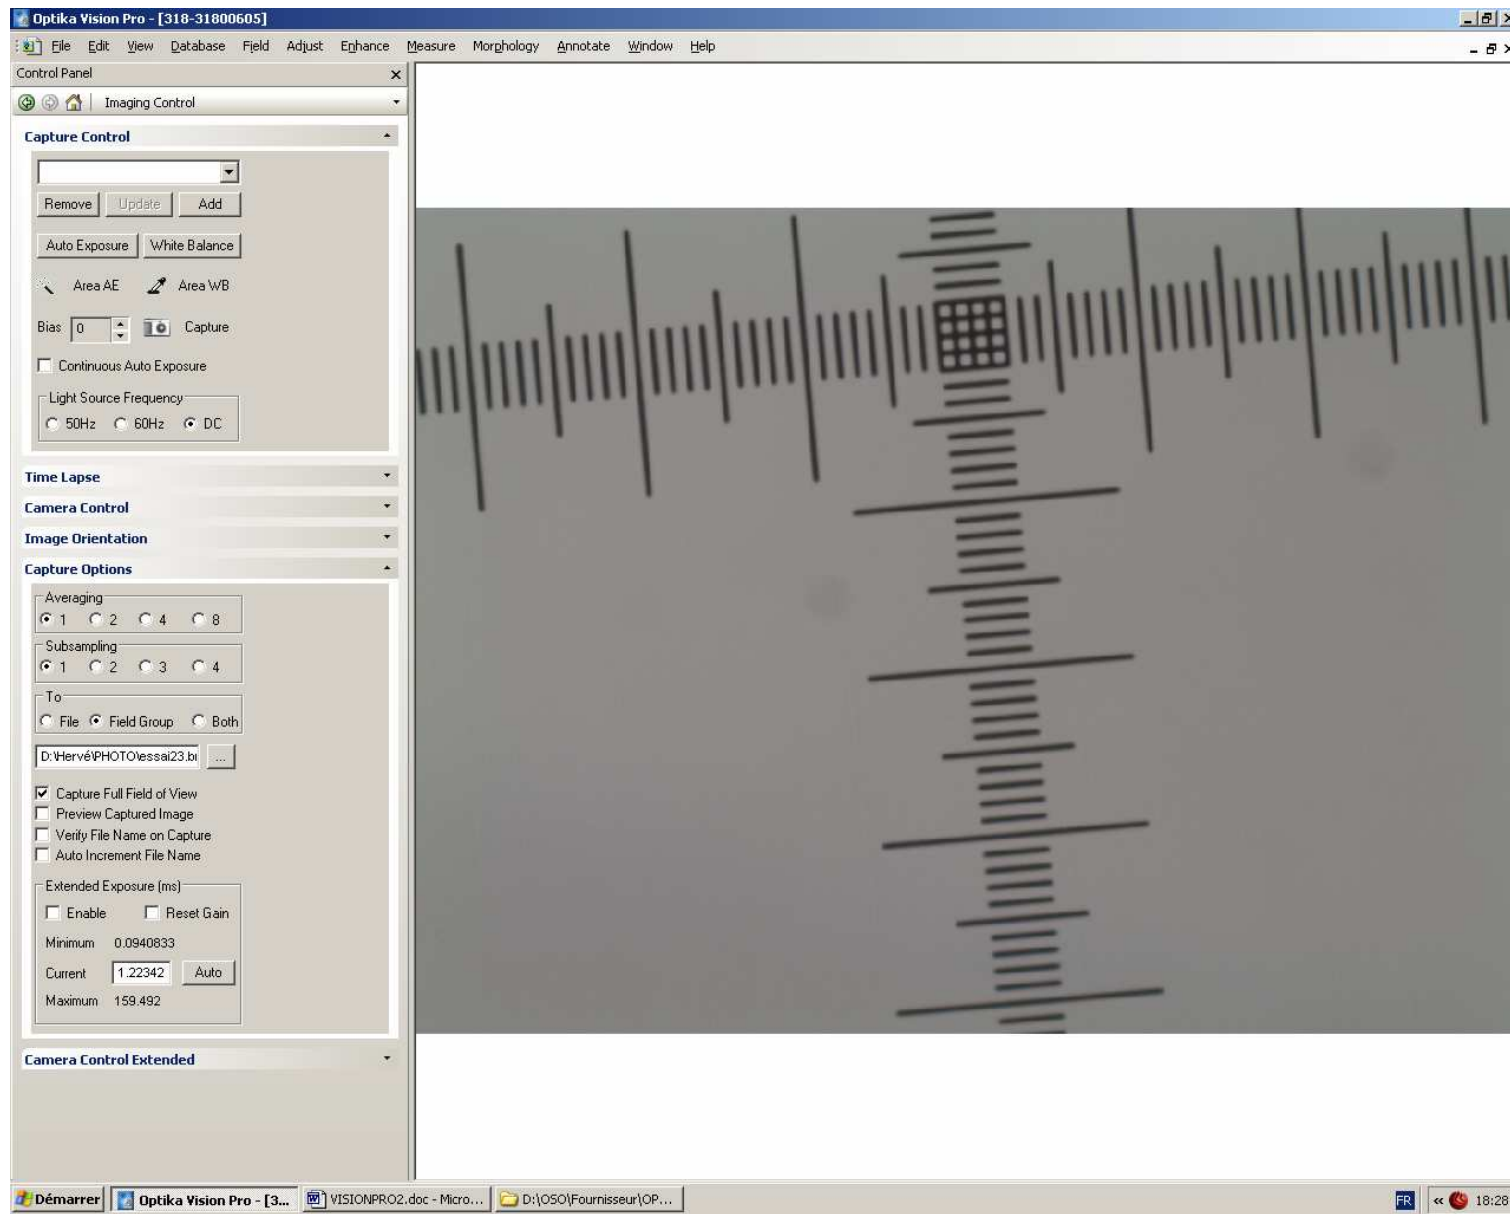 Optika Vision Pro - [318-31800605]
File Edit View Database Field Adjust Enhance Measure Morphology Annotate Window Help
Control Panel
Imaging Control
Capture Control
Remove Update Add
Auto Exposure White Balance
Area AE Area WB
Bias 0 Capture
Continuous Auto Exposure
Light Source Frequency
50Hz 60Hz DC
Time Lapse
Camera Control
Image Orientation
Capture Options
Averaging
1 2 4 8
Subsampling
1 2 3 4
To
File Field Group Both
D:\Hervé\PHOTO\essai23.bı ...
Capture Full Field of View
Preview Captured Image
Verify File Name on Capture
Auto Increment File Name
Extended Exposure (ms)
Enable Reset Gain
Minimum 0.0940833
Current 1.22342 Auto
Maximum 159.492
Camera Control Extended
Démarrer Optika Vision Pro - [3... VISIONPRO2.doc - Micro... D:\OSO\Fournisseur\OP... FR « 18:28